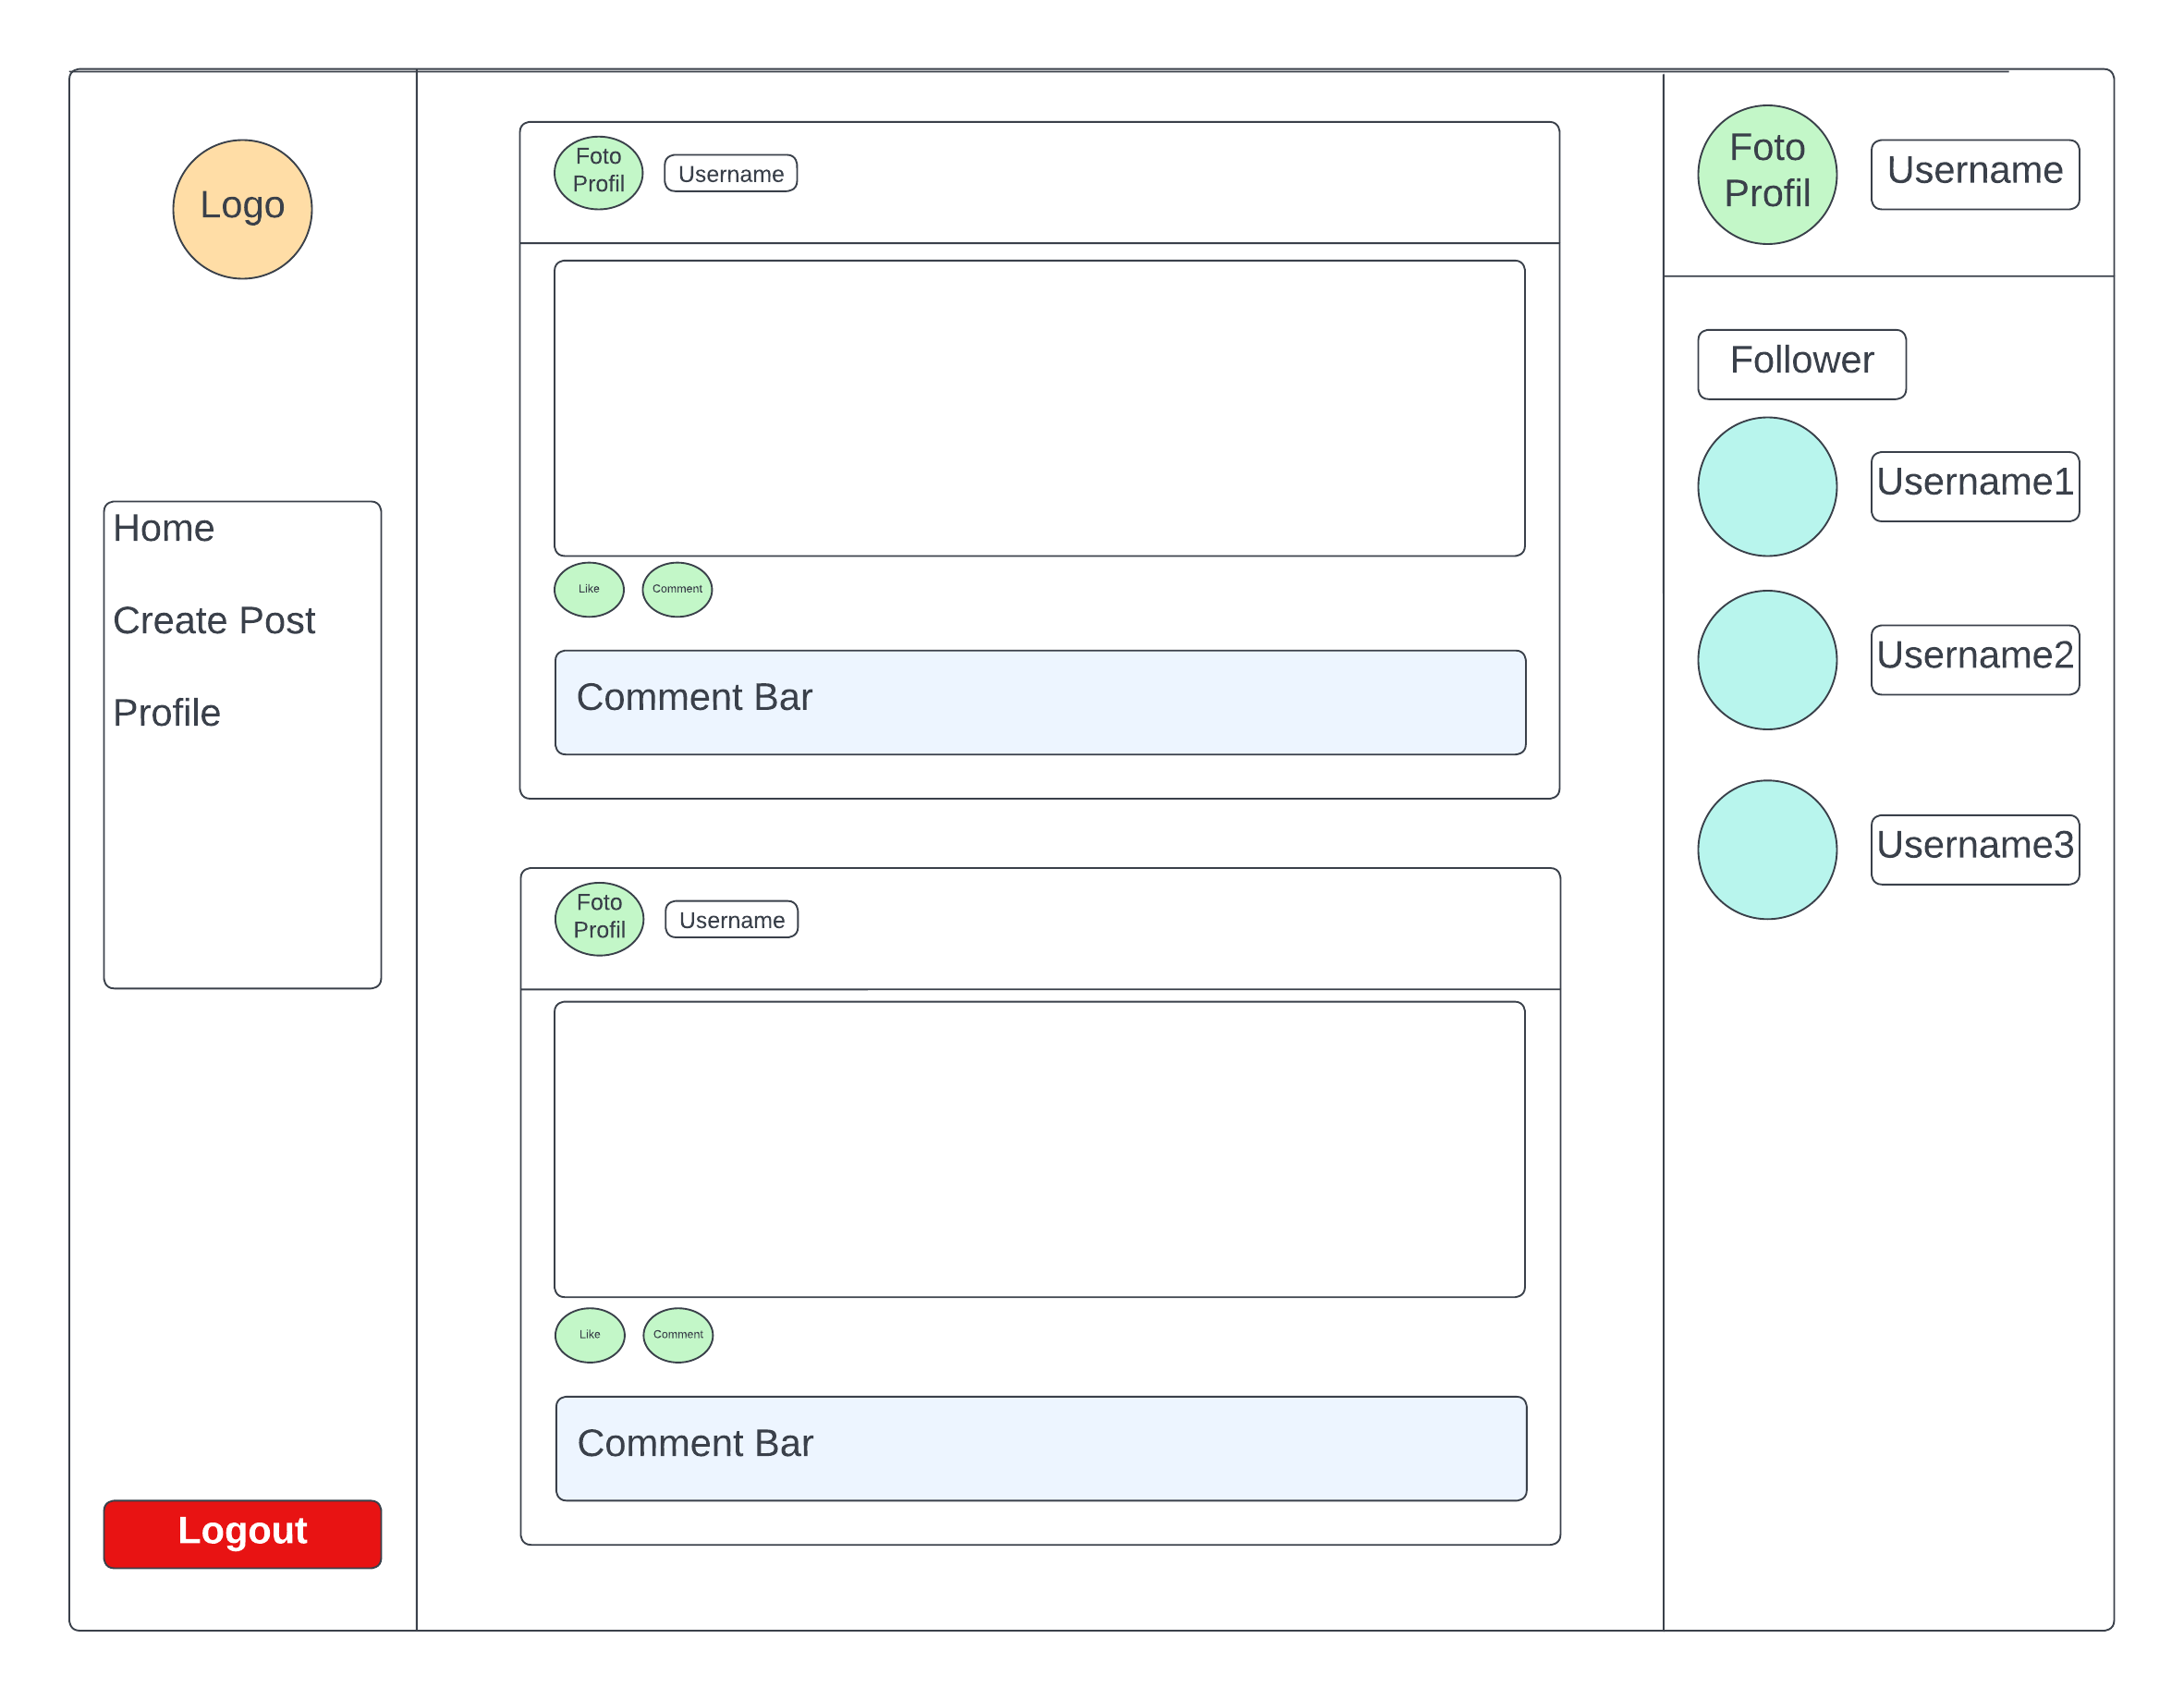 Logo
Home
Create Post
Profile
Logout
Foto
Profil
Username
Like
Comment
Comment Bar
Foto
Profil
Username
Like
Comment
Comment Bar
Foto
Profil
Username
Follower
Username1
Username2
Username3